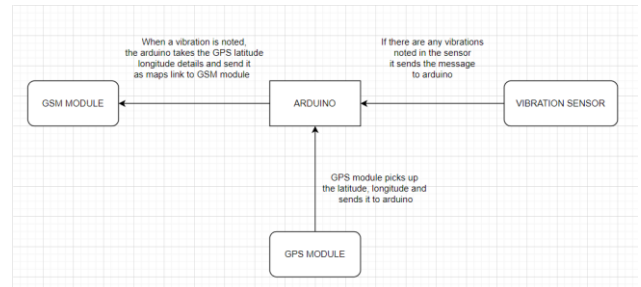 When a vibration is noted,
the arduino takes the GPS latitude
longitude details and send it
as maps link to GSM module
If there are any vibrations
noted in the sensor
it sends the message
to arduino
GSM MODULE
ARDUINO
VIBRATION SENSOR
GPS module picks up
the latitude, longitude and
sends it to arduino
GPS MODULE